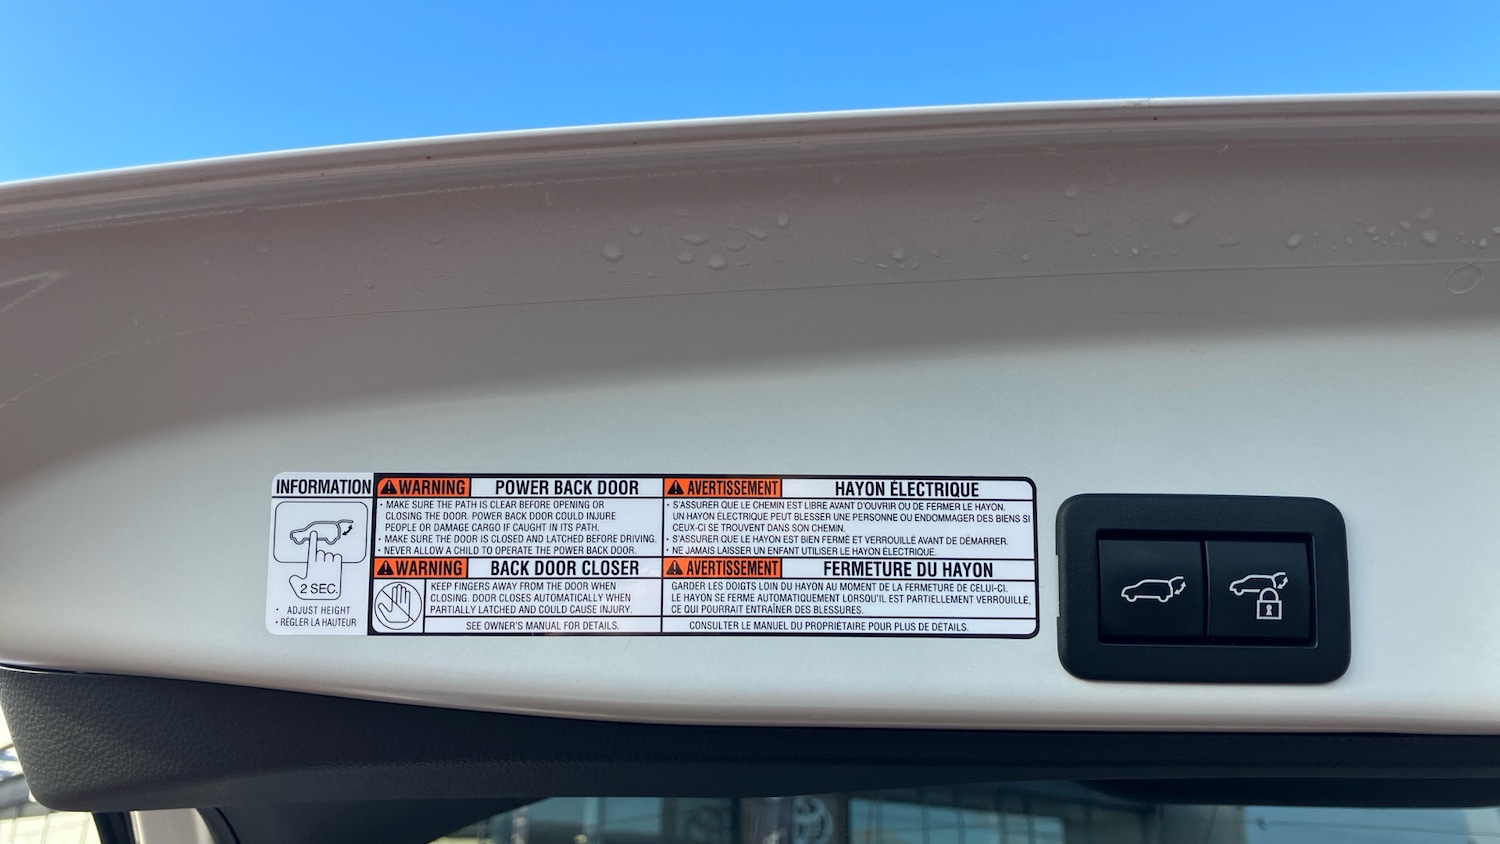 INFORMATION
2 SEC.
• ADJUST HEIGHT
• RÉGLER LA HAUTEUR
WARNING POWER BACK DOOR
• MAKE SURE THE PATH IS CLEAR BEFORE OPENING OR
CLOSING THE DOOR. POWER BACK DOOR COULD INJURE
PEOPLE OR DAMAGE CARGO IF CAUGHT IN ITS PATH.
• MAKE SURE THE DOOR IS CLOSED AND LATCHED BEFORE DRIVING.
• NEVER ALLOW A CHILD TO OPERATE THE POWER BACK DOOR.
WARNING BACK DOOR CLOSER
KEEP FINGERS AWAY FROM THE DOOR WHEN
CLOSING. DOOR CLOSES AUTOMATICALLY WHEN
PARTIALLY LATCHED AND COULD CAUSE INJURY.
SEE OWNER'S MANUAL FOR DETAILS.
AVERTISSEMENT HAYON ÉLECTRIQUE
• S'ASSURER QUE LE CHEMIN EST LIBRE AVANT D'OUVRIR OU DE FERMER LE HAYON.
UN HAYON ÉLECTRIQUE PEUT BLESSER UNE PERSONNE OU ENDOMMAGER DES BIENS SI
CEUX-CI SE TROUVENT DANS SON CHEMIN.
• S'ASSURER QUE LE HAYON EST BIEN FERMÉ ET VERROUILLÉ AVANT DE DÉMARRER.
• NE JAMAIS LAISSER UN ENFANT UTILISER LE HAYON ÉLECTRIQUE.
AVERTISSEMENT FERMETURE DU HAYON
GARDER LES DOIGTS LOIN DU HAYON AU MOMENT DE LA FERMETURE DE CELUI-CI.
LE HAYON SE FERME AUTOMATIQUEMENT LORSQU'IL EST PARTIELLEMENT VERROUILLÉ,
CE QUI POURRAIT ENTRAÎNER DES BLESSURES.
CONSULTER LE MANUEL DU PROPRIÉTAIRE POUR PLUS DE DÉTAILS.